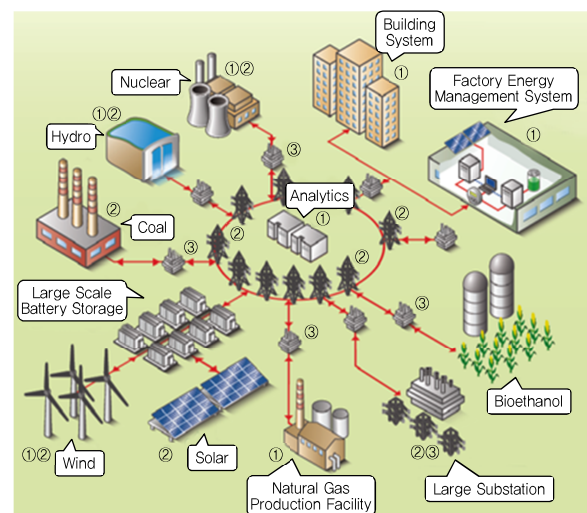 Building
System
①
Nuclear
①②
Factory Energy
Management System
①
①②
Hydro
③
Analytics
①
②
Coal
②
②
③
②
Large Scale
Battery Storage
③
③
Bioethanol
①②
Wind
②
Solar
①
Natural Gas
Production Facility
②③
Large Substation